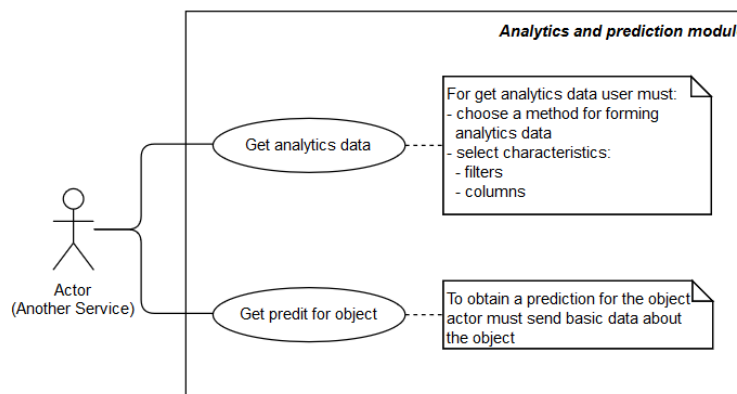 Analytics and prediction module
For get analytics data user must:
- choose a method for forming
analytics data
- select characteristics:
- filters
- columns
Get analytics data
Actor
(Another Service)
Get predit for object
To obtain a prediction for the object
actor must send basic data about
the object